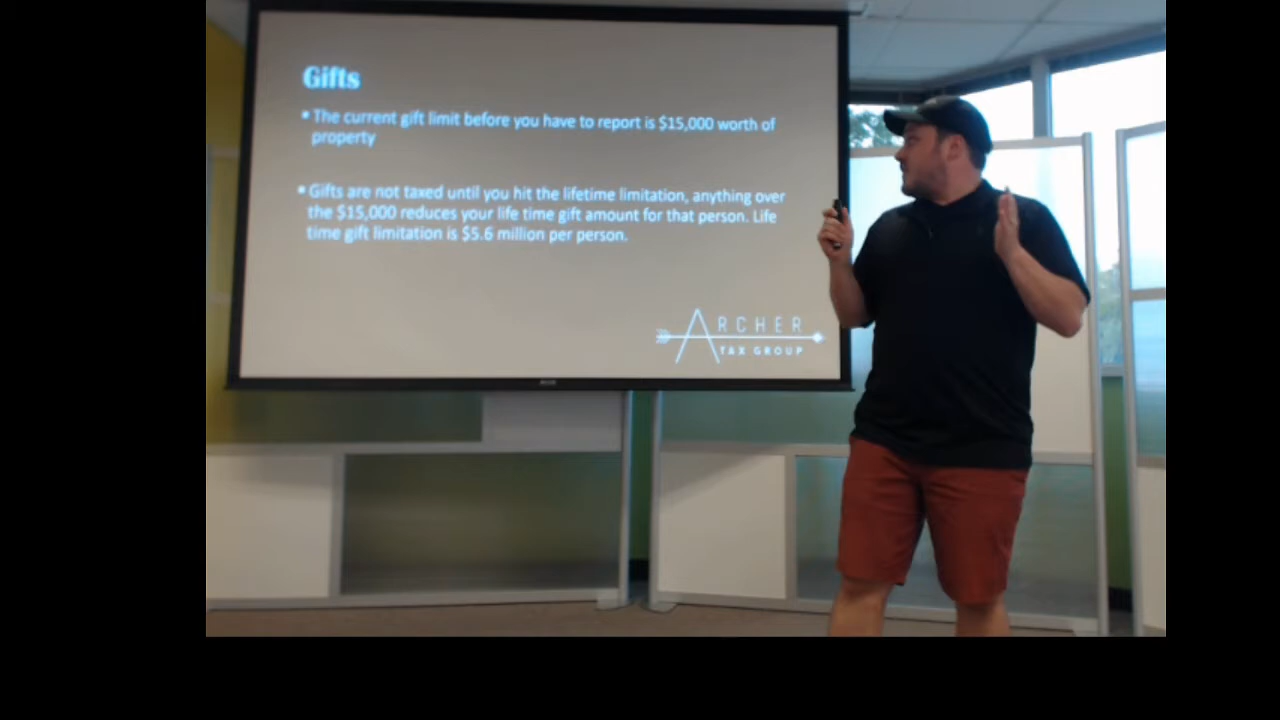 Gifts
• The current gift limit before you have to report is $15,000 worth of
property
• Gifts are not taxed until you hit the lifetime limitation, anything over
the $15,000 reduces your life time gift amount for that person. Life
time gift limitation is $5.6 million per person.
ARCHER
TAX GROUP